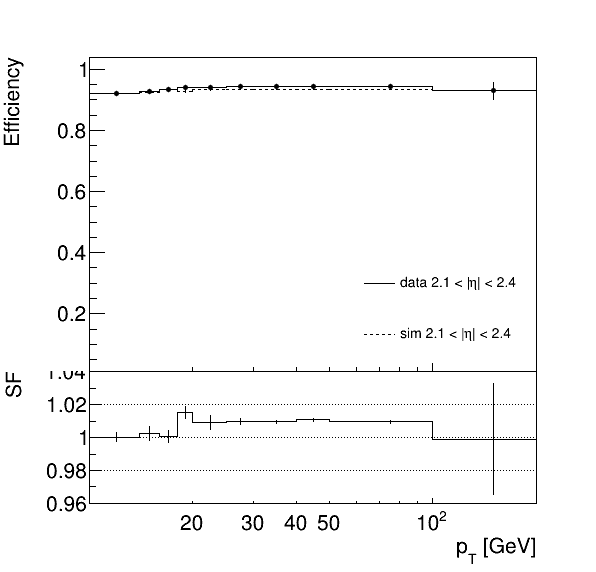 Efficiency
1
0.8
0.6
0.4
0.2
data 2.1 < |η| < 2.4
sim 2.1 < |η| < 2.4
SF
1.04
1.02
1
0.98
0.96
20 30 40 50 10²
p_T [GeV]